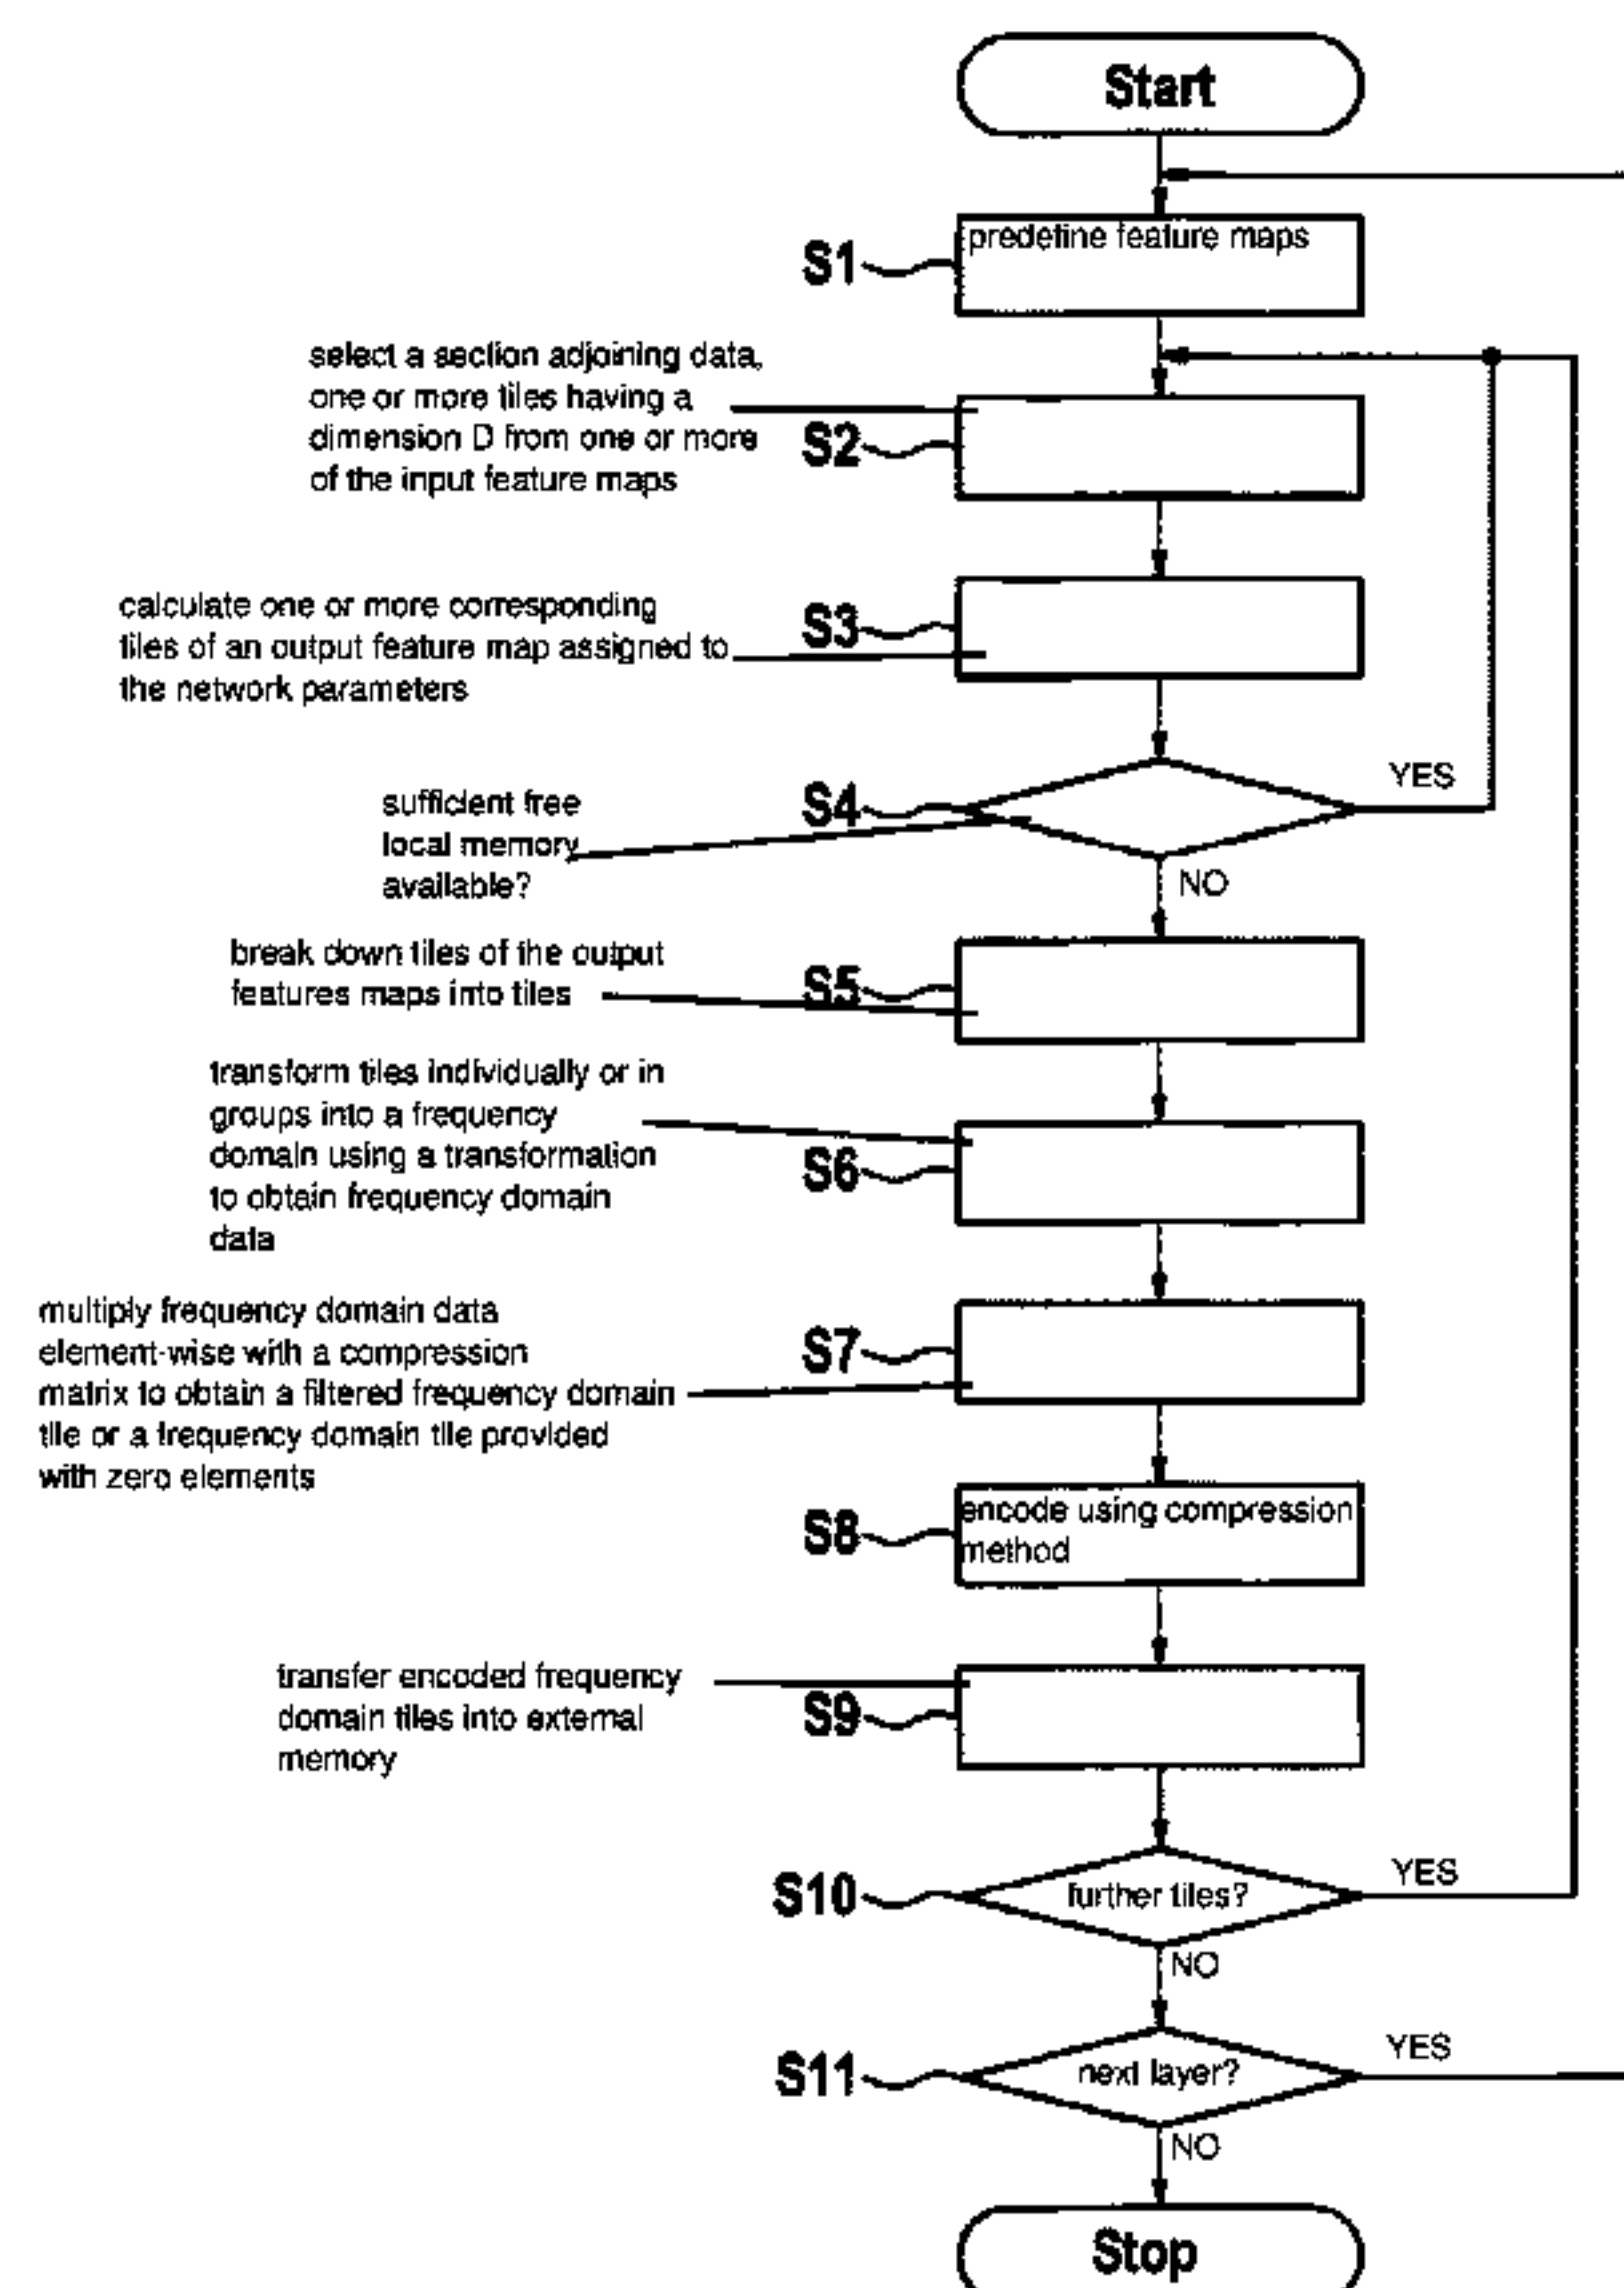 Start
S1
predefine feature maps
select a section adjoining data,
one or more tiles having a
dimension D from one or more
of the input feature maps
S2
calculate one or more corresponding
tiles of an output feature map assigned to
the network parameters
S3
sufficient free
local memory
available?
S4
YES
NO
break down tiles of the output
features maps into tiles
S5
transform tiles individually or in
groups into a frequency
domain using a transformation
to obtain frequency domain
data
S6
multiply frequency domain data
element-wise with a compression
matrix to obtain a filtered frequency domain
tile or a frequency domain tile provided
with zero elements
S7
S8
encode using compression
method
transfer encoded frequency
domain tiles into external
memory
S9
S10
further tiles?
YES
NO
S11
next layer?
YES
NO
Stop